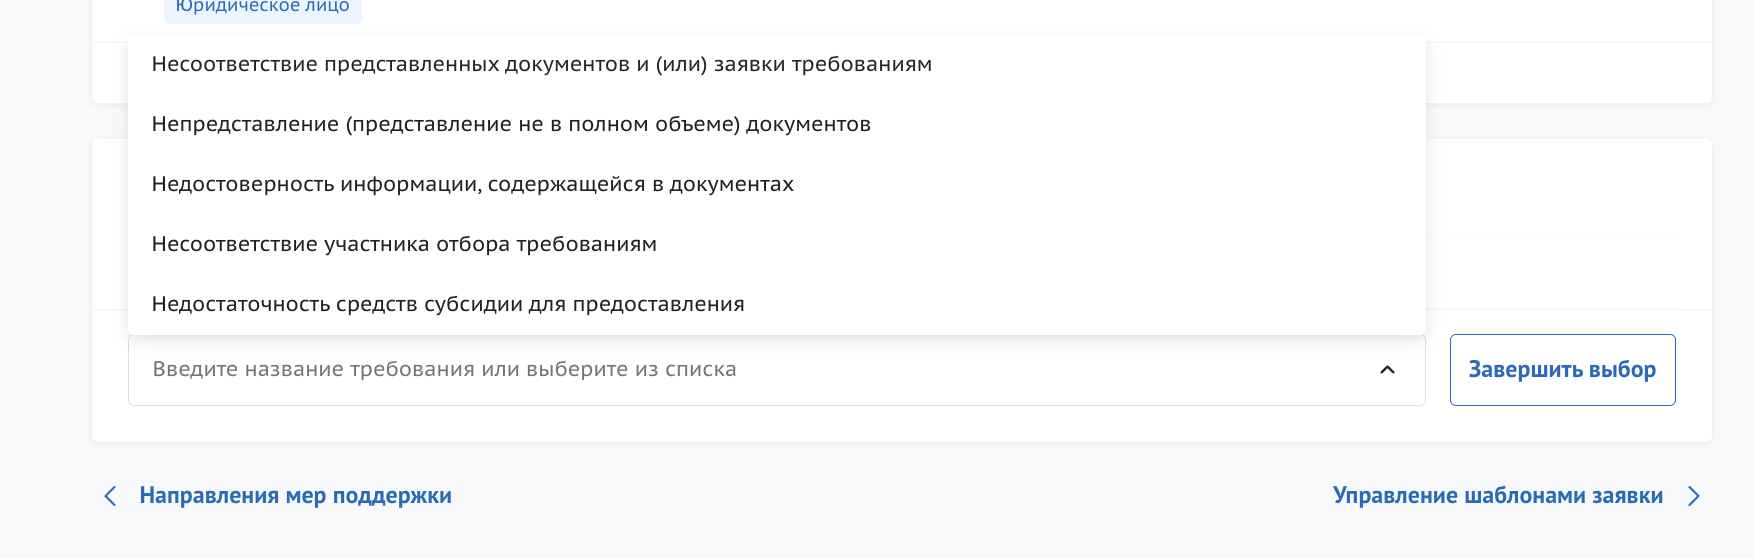 Юридическое лицо
Несоответствие представленных документов и (или) заявки требованиям
Непредставление (представление не в полном объеме) документов
Недостоверность информации, содержащейся в документах
Несоответствие участника отбора требованиям
Недостаточность средств субсидии для предоставления
Введите название требования или выберите из списка
Завершить выбор
Направления мер поддержки
Управление шаблонами заявки